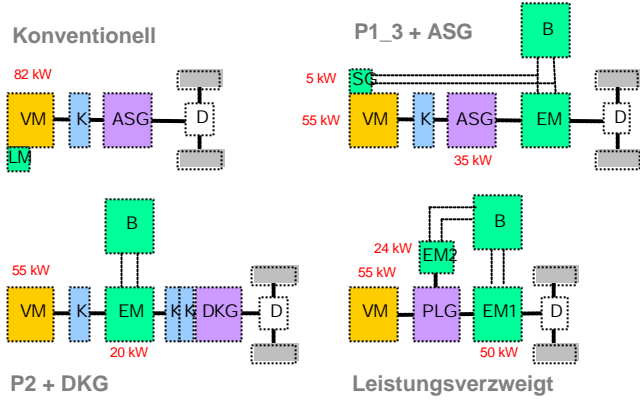 Konventionell
82 kW
VM
K
ASG
D
LM
P1_3 + ASG
B
5 kW
SG
55 kW
VM
K
ASG
EM
D
35 kW
B
55 kW
VM
K
EM
K
K
DKG
D
20 kW
P2 + DKG
B
24 kW
EM2
55 kW
VM
PLG
EM1
D
50 kW
Leistungsverzweigt